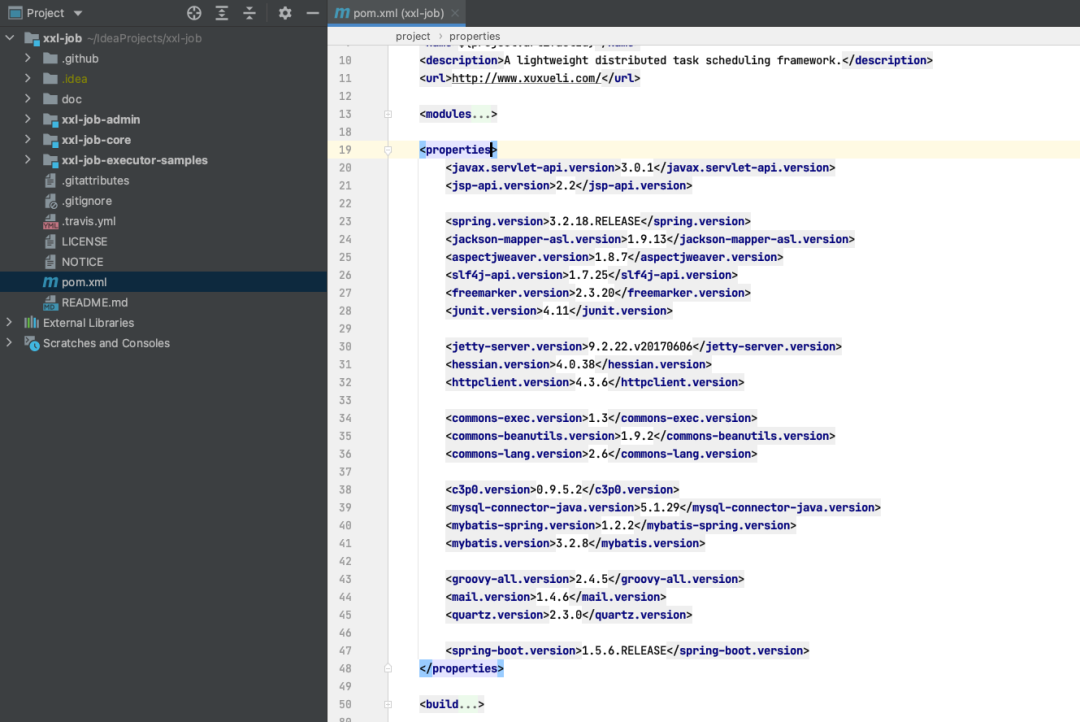 Project
xxl-job ~/IdeaProjects/xxl-job
.github
.idea
doc
xxl-job-admin
xxl-job-core
xxl-job-executor-samples
.gitattributes
.gitignore
.travis.yml
LICENSE
NOTICE
pom.xml
README.md
External Libraries
Scratches and Consoles
pom.xml (xxl-job)
project › properties
10 <description>A lightweight distributed task scheduling framework.</description>
11 <url>http://www.xuxueli.com/</url>
12
13 <modules...>
18
19 <properties>
20 <javax.servlet-api.version>3.0.1</javax.servlet-api.version>
21 <jsp-api.version>2.2</jsp-api.version>
22
23 <spring.version>3.2.18.RELEASE</spring.version>
24 <jackson-mapper-asl.version>1.9.13</jackson-mapper-asl.version>
25 <aspectjweaver.version>1.8.7</aspectjweaver.version>
26 <slf4j-api.version>1.7.25</slf4j-api.version>
27 <freemarker.version>2.3.20</freemarker.version>
28 <junit.version>4.11</junit.version>
29
30 <jetty-server.version>9.2.22.v20170606</jetty-server.version>
31 <hessian.version>4.0.38</hessian.version>
32 <httpclient.version>4.3.6</httpclient.version>
33
34 <commons-exec.version>1.3</commons-exec.version>
35 <commons-beanutils.version>1.9.2</commons-beanutils.version>
36 <commons-lang.version>2.6</commons-lang.version>
37
38 <c3p0.version>0.9.5.2</c3p0.version>
39 <mysql-connector-java.version>5.1.29</mysql-connector-java.version>
40 <mybatis-spring.version>1.2.2</mybatis-spring.version>
41 <mybatis.version>3.2.8</mybatis.version>
42
43 <groovy-all.version>2.4.5</groovy-all.version>
44 <mail.version>1.4.6</mail.version>
45 <quartz.version>2.3.0</quartz.version>
46
47 <spring-boot.version>1.5.6.RELEASE</spring-boot.version>
48 </properties>
49
50 <build...>